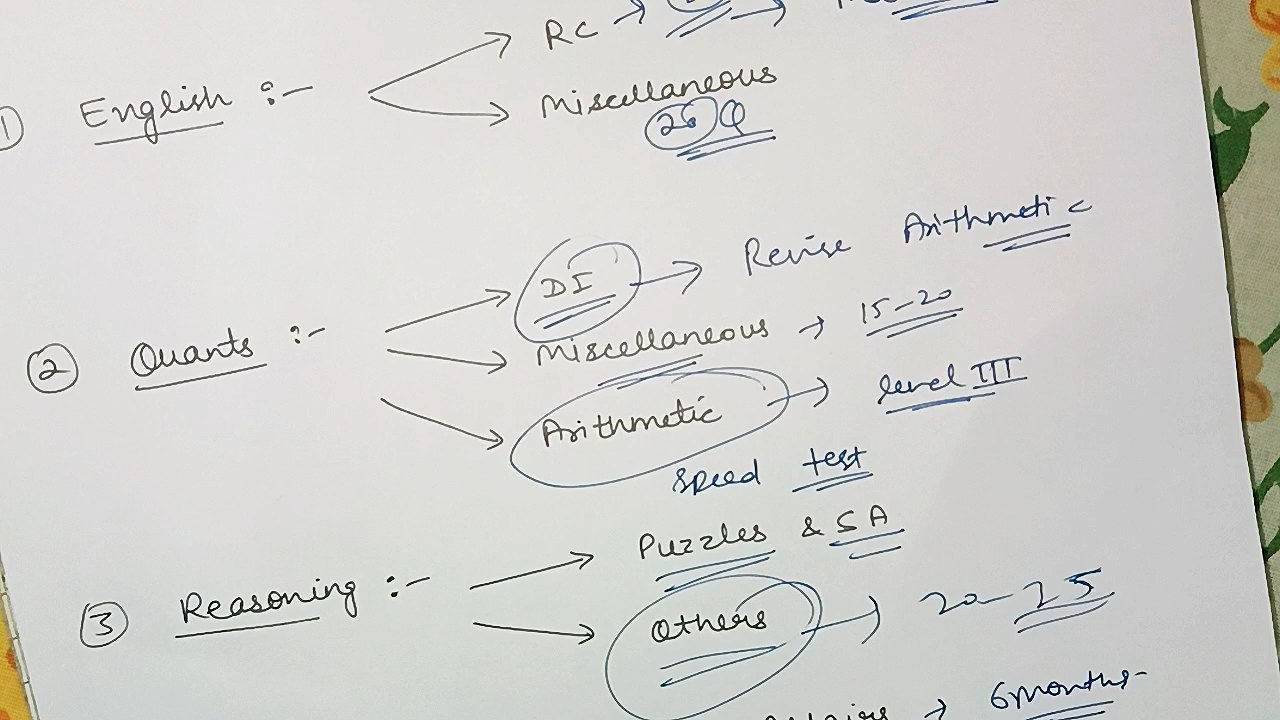 RC →
① English :-
Miscellaneous
26 Q
DI → Revise Arithmetic
② Quants :- Miscellaneous → 15-20
Arithmetic → level III
speed test
Puzzles & SA
③ Reasoning :-
Others → 20-25
→ 6months-